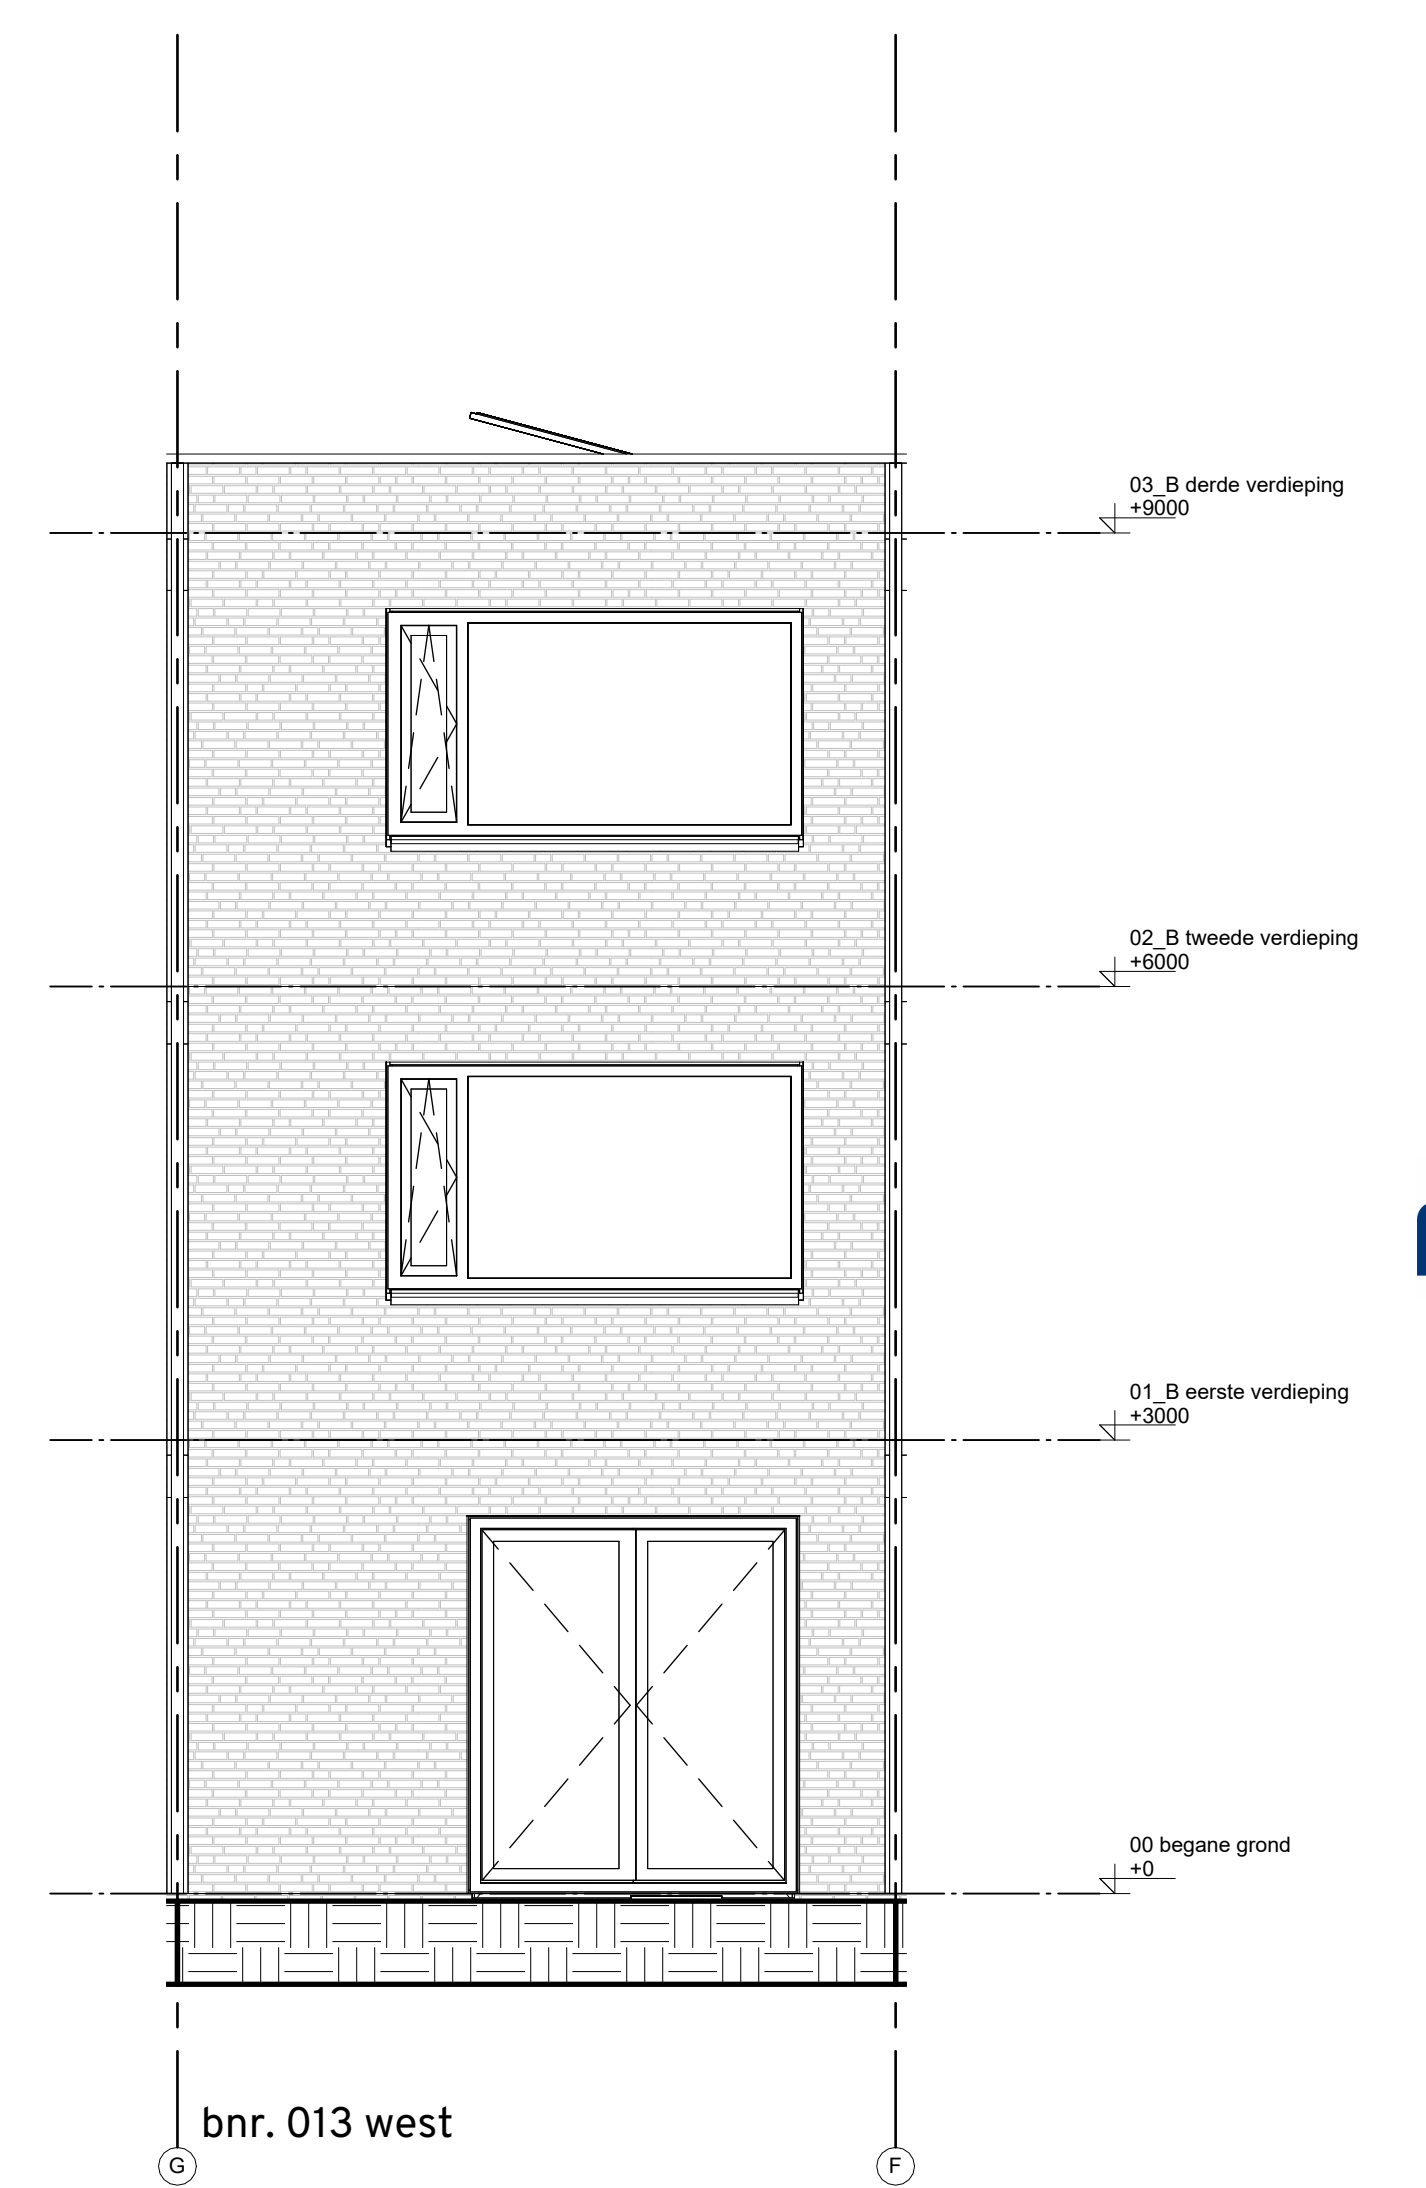 03_B derde verdieping
+9000
02_B tweede verdieping
+6000
01_B eerste verdieping
+3000
00 begane grond
+0
bnr. 013 west
G
F